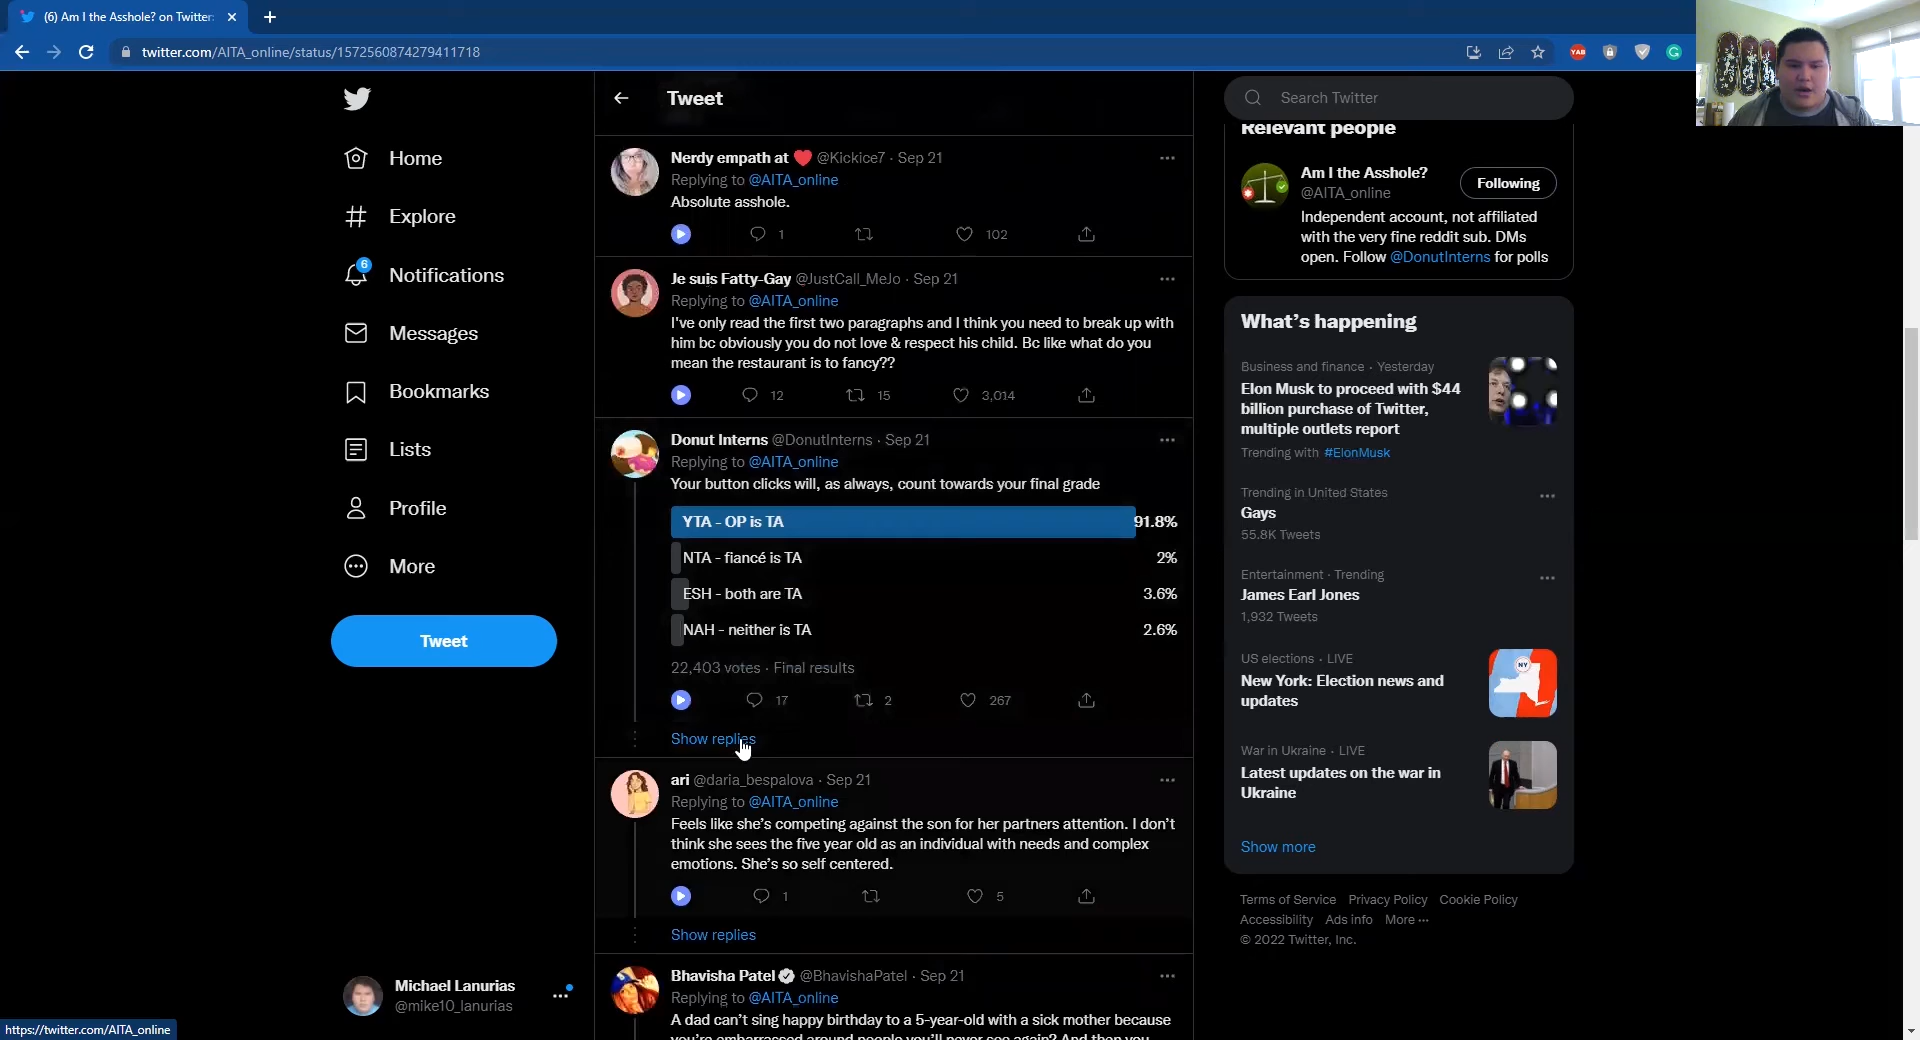 (6) Am I the Asshole? on Twitter:
twitter.com/AITA_online/status/1572560874279411718
YAB
Home
Explore
6
Notifications
Messages
Bookmarks
Lists
Profile
More
Tweet
Michael Lanurias
@mike10_lanurias
https://twitter.com/AITA_online
Tweet
Nerdy empath at @Kickice7 · Sep 21
Replying to @AITA_online
Absolute asshole.
1 102
Je suis Fatty-Gay @JustCall_MeJo · Sep 21
Replying to @AITA_online
I've only read the first two paragraphs and I think you need to break up with
him bc obviously you do not love & respect his child. Bc like what do you
mean the restaurant is to fancy??
12 15 3,014
Donut Interns @DonutInterns · Sep 21
Replying to @AITA_online
Your button clicks will, as always, count towards your final grade
YTA - OP is TA 91.8%
NTA - fiancé is TA 2%
ESH - both are TA 3.6%
NAH - neither is TA 2.6%
22,403 votes · Final results
17 2 267
Show replies
ari @daria_bespalova · Sep 21
Replying to @AITA_online
Feels like she's competing against the son for her partners attention. I don't
think she sees the five year old as an individual with needs and complex
emotions. She's so self centered.
1 5
Show replies
Bhavisha Patel @BhavishaPatel · Sep 21
Replying to @AITA_online
A dad can't sing happy birthday to a 5-year-old with a sick mother because
you're embarrassed around people you'll never see again? And then you
Search Twitter
Relevant people
Am I the Asshole?
@AITA_online
Following
Independent account, not affiliated
with the very fine reddit sub. DMs
open. Follow @DonutInterns for polls
What's happening
Business and finance · Yesterday
Elon Musk to proceed with $44
billion purchase of Twitter,
multiple outlets report
Trending with #ElonMusk
Trending in United States
Gays
55.8K Tweets
Entertainment · Trending
James Earl Jones
1,932 Tweets
US elections · LIVE
New York: Election news and
updates
NY
War in Ukraine · LIVE
Latest updates on the war in
Ukraine
Show more
Terms of Service Privacy Policy Cookie Policy
Accessibility Ads info More
© 2022 Twitter, Inc.